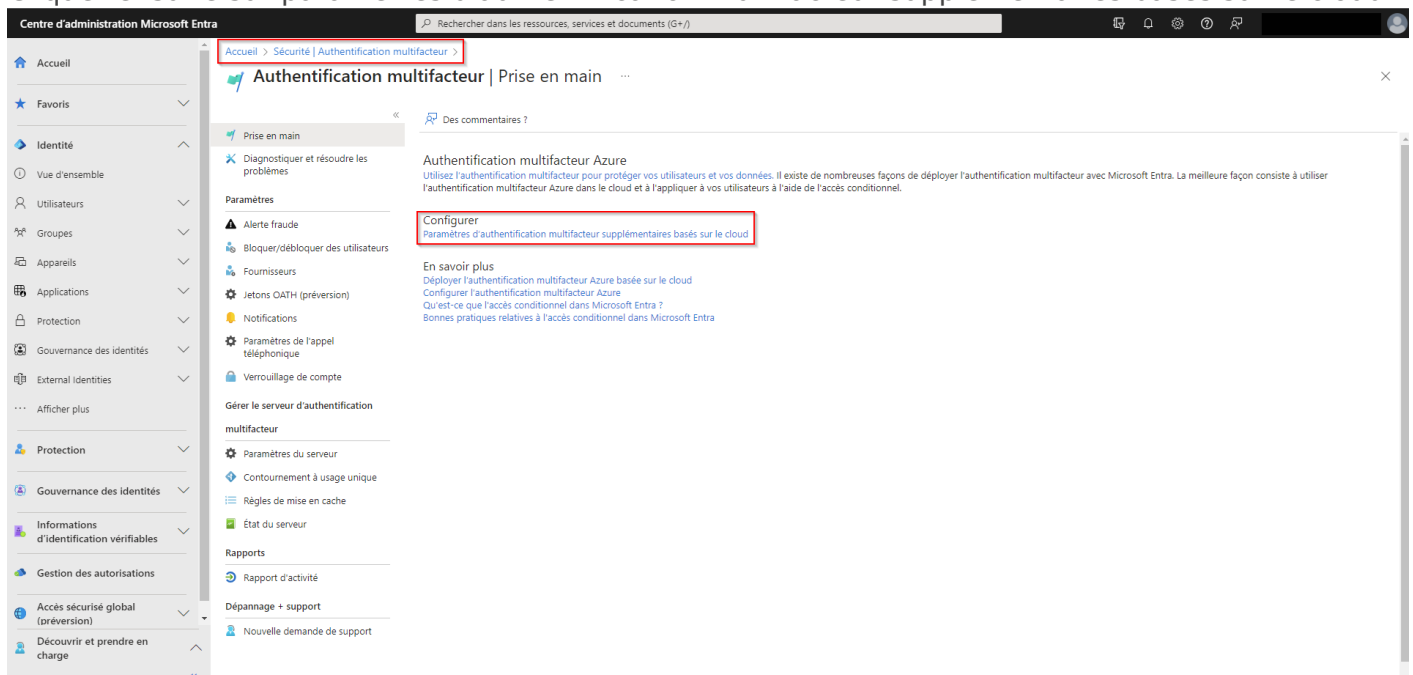 Centre d'administration Microsoft Entra
Rechercher dans les ressources, services et documents (G+/)
Accueil
Favoris
Identité
Vue d'ensemble
Utilisateurs
Groupes
Appareils
Applications
Protection
Gouvernance des identités
External Identities
Afficher plus
Protection
Gouvernance des identités
Informations
d'identification vérifiables
Gestion des autorisations
Accès sécurisé global
(préversion)
Découvrir et prendre en
charge
Accueil > Sécurité | Authentification multifacteur >
Authentification multifacteur | Prise en main
Prise en main
Diagnostiquer et résoudre les
problèmes
Paramètres
Alerte fraude
Bloquer/débloquer des utilisateurs
Fournisseurs
Jetons OATH (préversion)
Notifications
Paramètres de l'appel
téléphonique
Verrouillage de compte
Gérer le serveur d'authentification
multifacteur
Paramètres du serveur
Contournement à usage unique
Règles de mise en cache
État du serveur
Rapports
Rapport d'activité
Dépannage + support
Nouvelle demande de support
Des commentaires ?
Authentification multifacteur Azure
Utilisez l'authentification multifacteur pour protéger vos utilisateurs et vos données. Il existe de nombreuses façons de déployer l'authentification multifacteur avec Microsoft Entra. La meilleure façon consiste à utiliser
l'authentification multifacteur Azure dans le cloud et à l'appliquer à vos utilisateurs à l'aide de l'accès conditionnel.
Configurer
Paramètres d'authentification multifacteur supplémentaires basés sur le cloud
En savoir plus
Déployer l'authentification multifacteur Azure basée sur le cloud
Configurer l'authentification multifacteur Azure
Qu'est-ce que l'accès conditionnel dans Microsoft Entra ?
Bonnes pratiques relatives à l'accès conditionnel dans Microsoft Entra